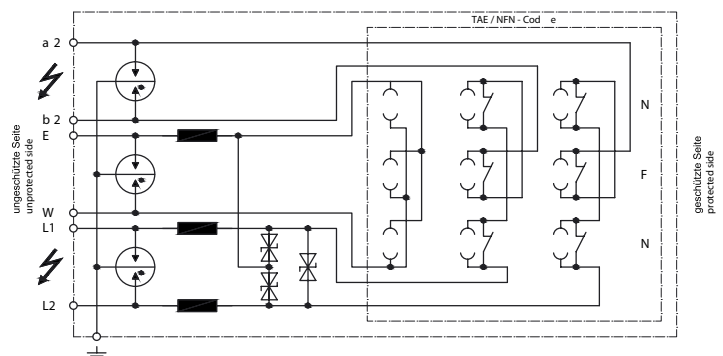 TAE / NFN - Cod e
a 2
b 2
E
W
L1
L2
ungeschützte Seite
unprotected side
N
F
N
geschützte Seite
protected side